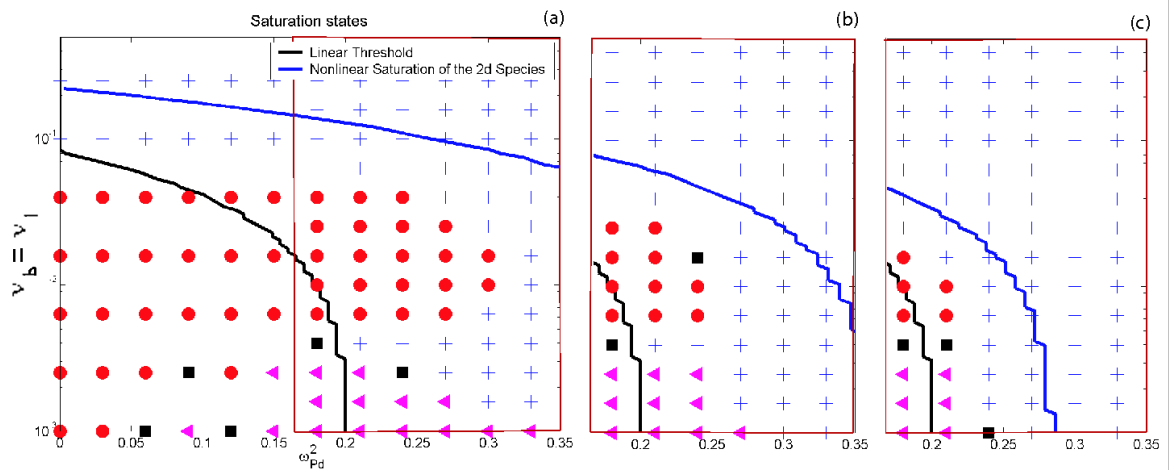 Saturation states
(a)
(b)
(c)
Linear Threshold
Nonlinear Saturation of the 2d Species
10⁻¹
⁻²
10⁻³
ν_b = ν_l
0 0.05 0.1 0.15 0.2 0.25 0.3 0.35
0.2 0.25 0.3 0.35
0.2 0.25 0.3 0.35
ω²_Pd